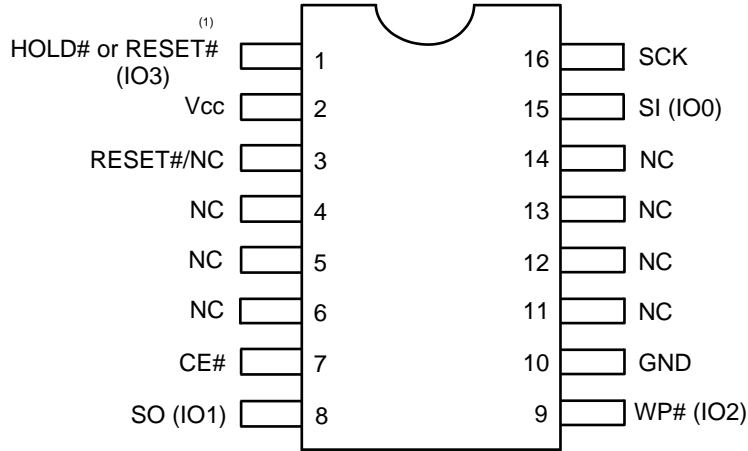 (1)
HOLD# or RESET#
(IO3)
1
16
SCK
Vcc
2
15
SI (IO0)
RESET#/NC
3
14
NC
NC
4
13
NC
NC
5
12
NC
NC
6
11
NC
CE#
7
10
GND
SO (IO1)
8
9
WP# (IO2)